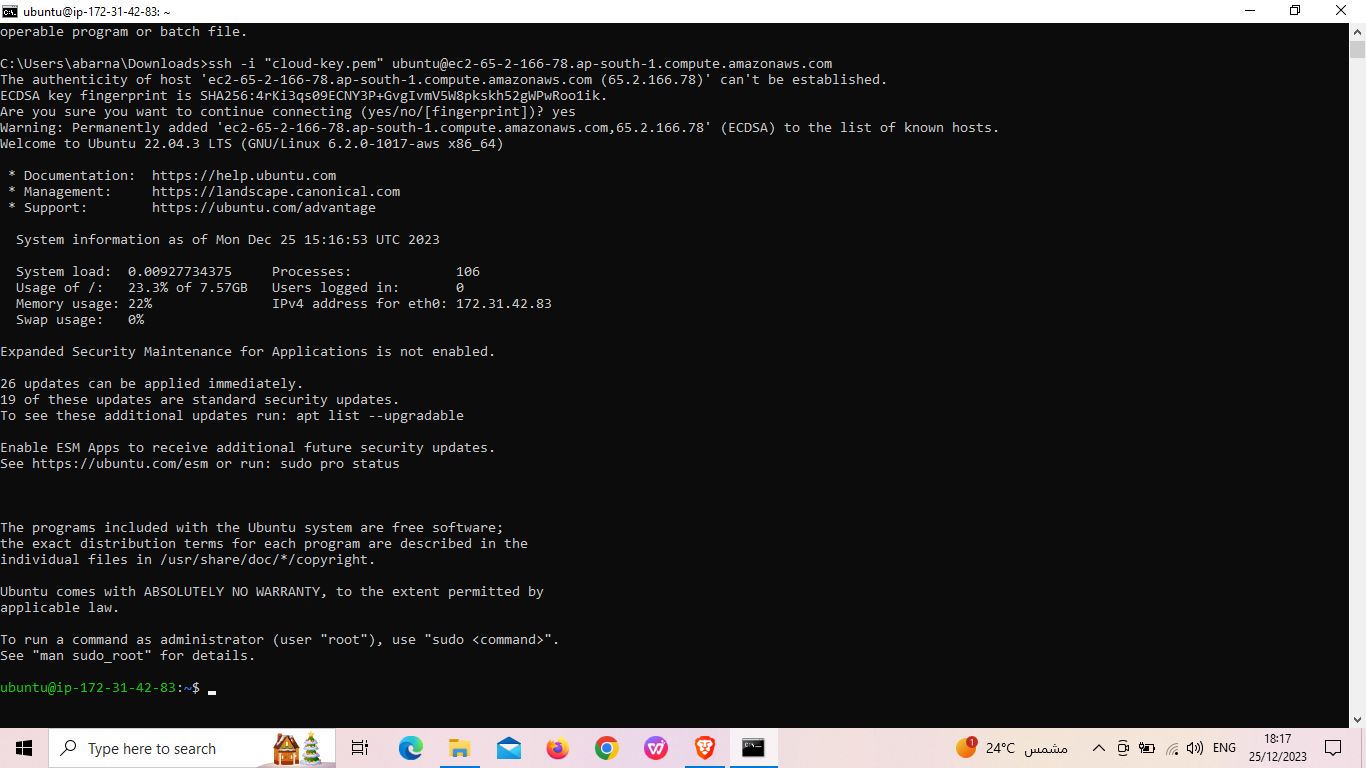 ubuntu@ip-172-31-42-83: ~
operable program or batch file.
C:\Users\abarna\Downloads>ssh -i "cloud-key.pem" ubuntu@ec2-65-2-166-78.ap-south-1.compute.amazonaws.com
The authenticity of host 'ec2-65-2-166-78.ap-south-1.compute.amazonaws.com (65.2.166.78)' can't be established.
ECDSA key fingerprint is SHA256:4rKi3qs09ECNY3P+GvgIvmV5W8pkskh52gWPwRoo1ik.
Are you sure you want to continue connecting (yes/no/[fingerprint])? yes
Warning: Permanently added 'ec2-65-2-166-78.ap-south-1.compute.amazonaws.com,65.2.166.78' (ECDSA) to the list of known hosts.
Welcome to Ubuntu 22.04.3 LTS (GNU/Linux 6.2.0-1017-aws x86_64)
* Documentation:  https://help.ubuntu.com
* Management:     https://landscape.canonical.com
* Support:        https://ubuntu.com/advantage
System information as of Mon Dec 25 15:16:53 UTC 2023
System load:  0.00927734375     Processes:             106
Usage of /:   23.3% of 7.57GB   Users logged in:       0
Memory usage: 22%               IPv4 address for eth0: 172.31.42.83
Swap usage:   0%
Expanded Security Maintenance for Applications is not enabled.
26 updates can be applied immediately.
19 of these updates are standard security updates.
To see these additional updates run: apt list --upgradable
Enable ESM Apps to receive additional future security updates.
See https://ubuntu.com/esm or run: sudo pro status
The programs included with the Ubuntu system are free software;
the exact distribution terms for each program are described in the
individual files in /usr/share/doc/*/copyright.
Ubuntu comes with ABSOLUTELY NO WARRANTY, to the extent permitted by
applicable law.
To run a command as administrator (user "root"), use "sudo <command>".
See "man sudo_root" for details.
ubuntu@ip-172-31-42-83:~$
Type here to search
1
24°C مشمس
ENG
18:17
25/12/2023